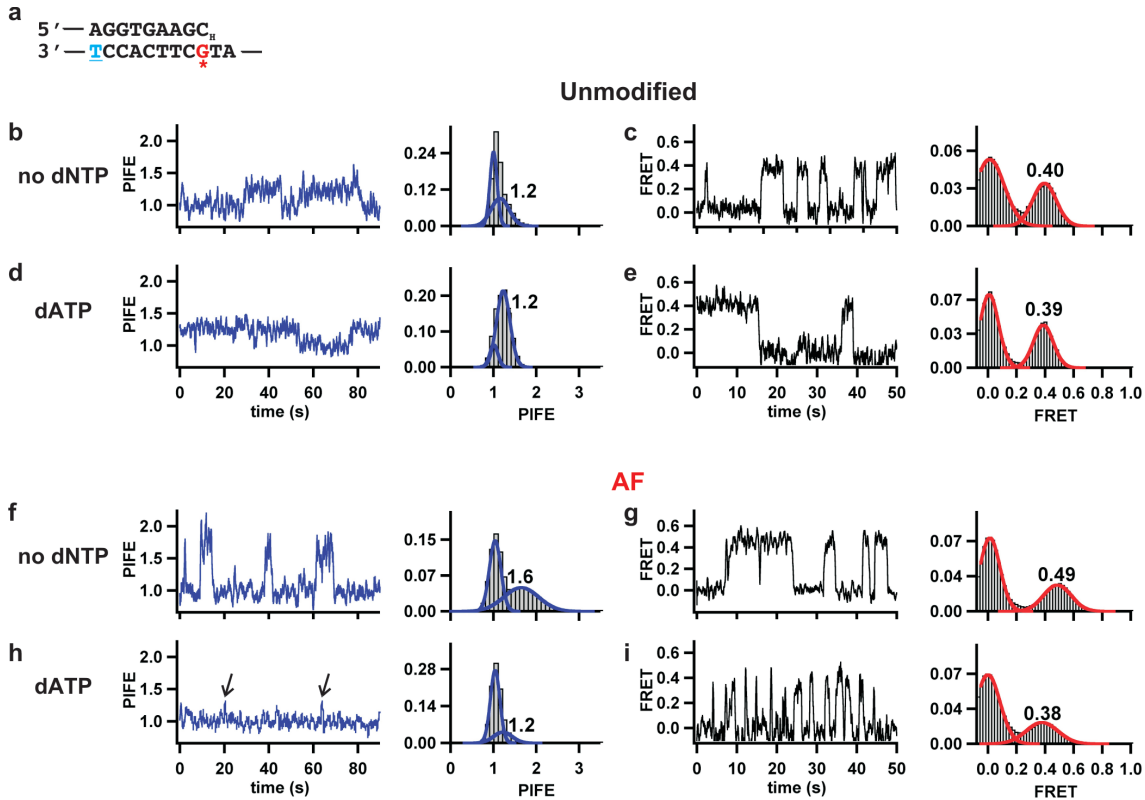 a
5′ — AGGTGAAGCH
3′ — TCCACTTCGTA —
*
Unmodified
b
no dNTP
PIFE
2.0
1.5
1.0
0.24
0.12
0.00
1.2
c
FRET
0.6
0.4
0.2
0.0
0.06
0.03
0.00
0.40
d
dATP
PIFE
2.0
1.5
1.0
0 20 40 60 80
time (s)
0.20
0.10
0.00
1.2
0 1 2 3
PIFE
e
FRET
0.6
0.4
0.2
0.0
0 10 20 30 40 50
time (s)
0.07
0.03
0.00
0.39
0.0 0.2 0.4 0.6 0.8 1.0
FRET
AF
f
no dNTP
PIFE
2.0
1.5
1.0
0.15
0.07
0.00
1.6
g
FRET
0.6
0.4
0.2
0.0
0.07
0.04
0.00
0.49
h
dATP
PIFE
2.0
1.5
1.0
0 20 40 60 80
time (s)
0.28
0.14
0.00
1.2
0 1 2 3
PIFE
i
FRET
0.6
0.4
0.2
0.0
0 10 20 30 40 50
time (s)
0.07
0.04
0.00
0.38
0.0 0.2 0.4 0.6 0.8 1.0
FRET